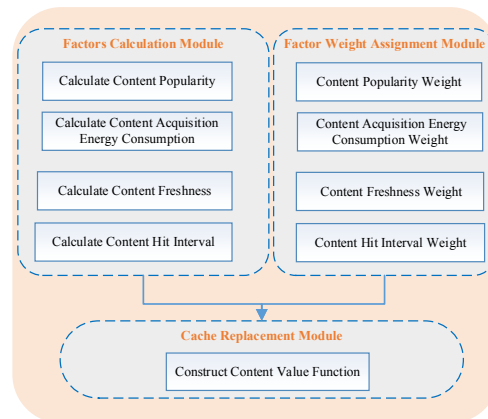 Factors Calculation Module
Calculate Content Popularity
Calculate Content Acquisition
Energy Consumption
Calculate Content Freshness
Calculate Content Hit Interval
Factor Weight Assignment Module
Content Popularity Weight
Content Acquisition Energy
Consumption Weight
Content Freshness Weight
Content Hit Interval Weight
Cache Replacement Module
Construct Content Value Function